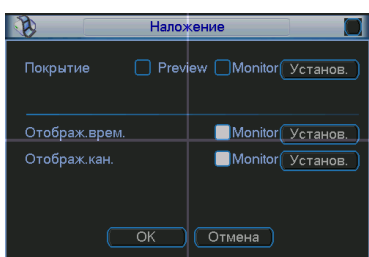 Наложение
Покрытие Preview Monitor Установ.
Отображ.врем. Monitor Установ.
Отображ.кан. Monitor Установ.
OK Отмена